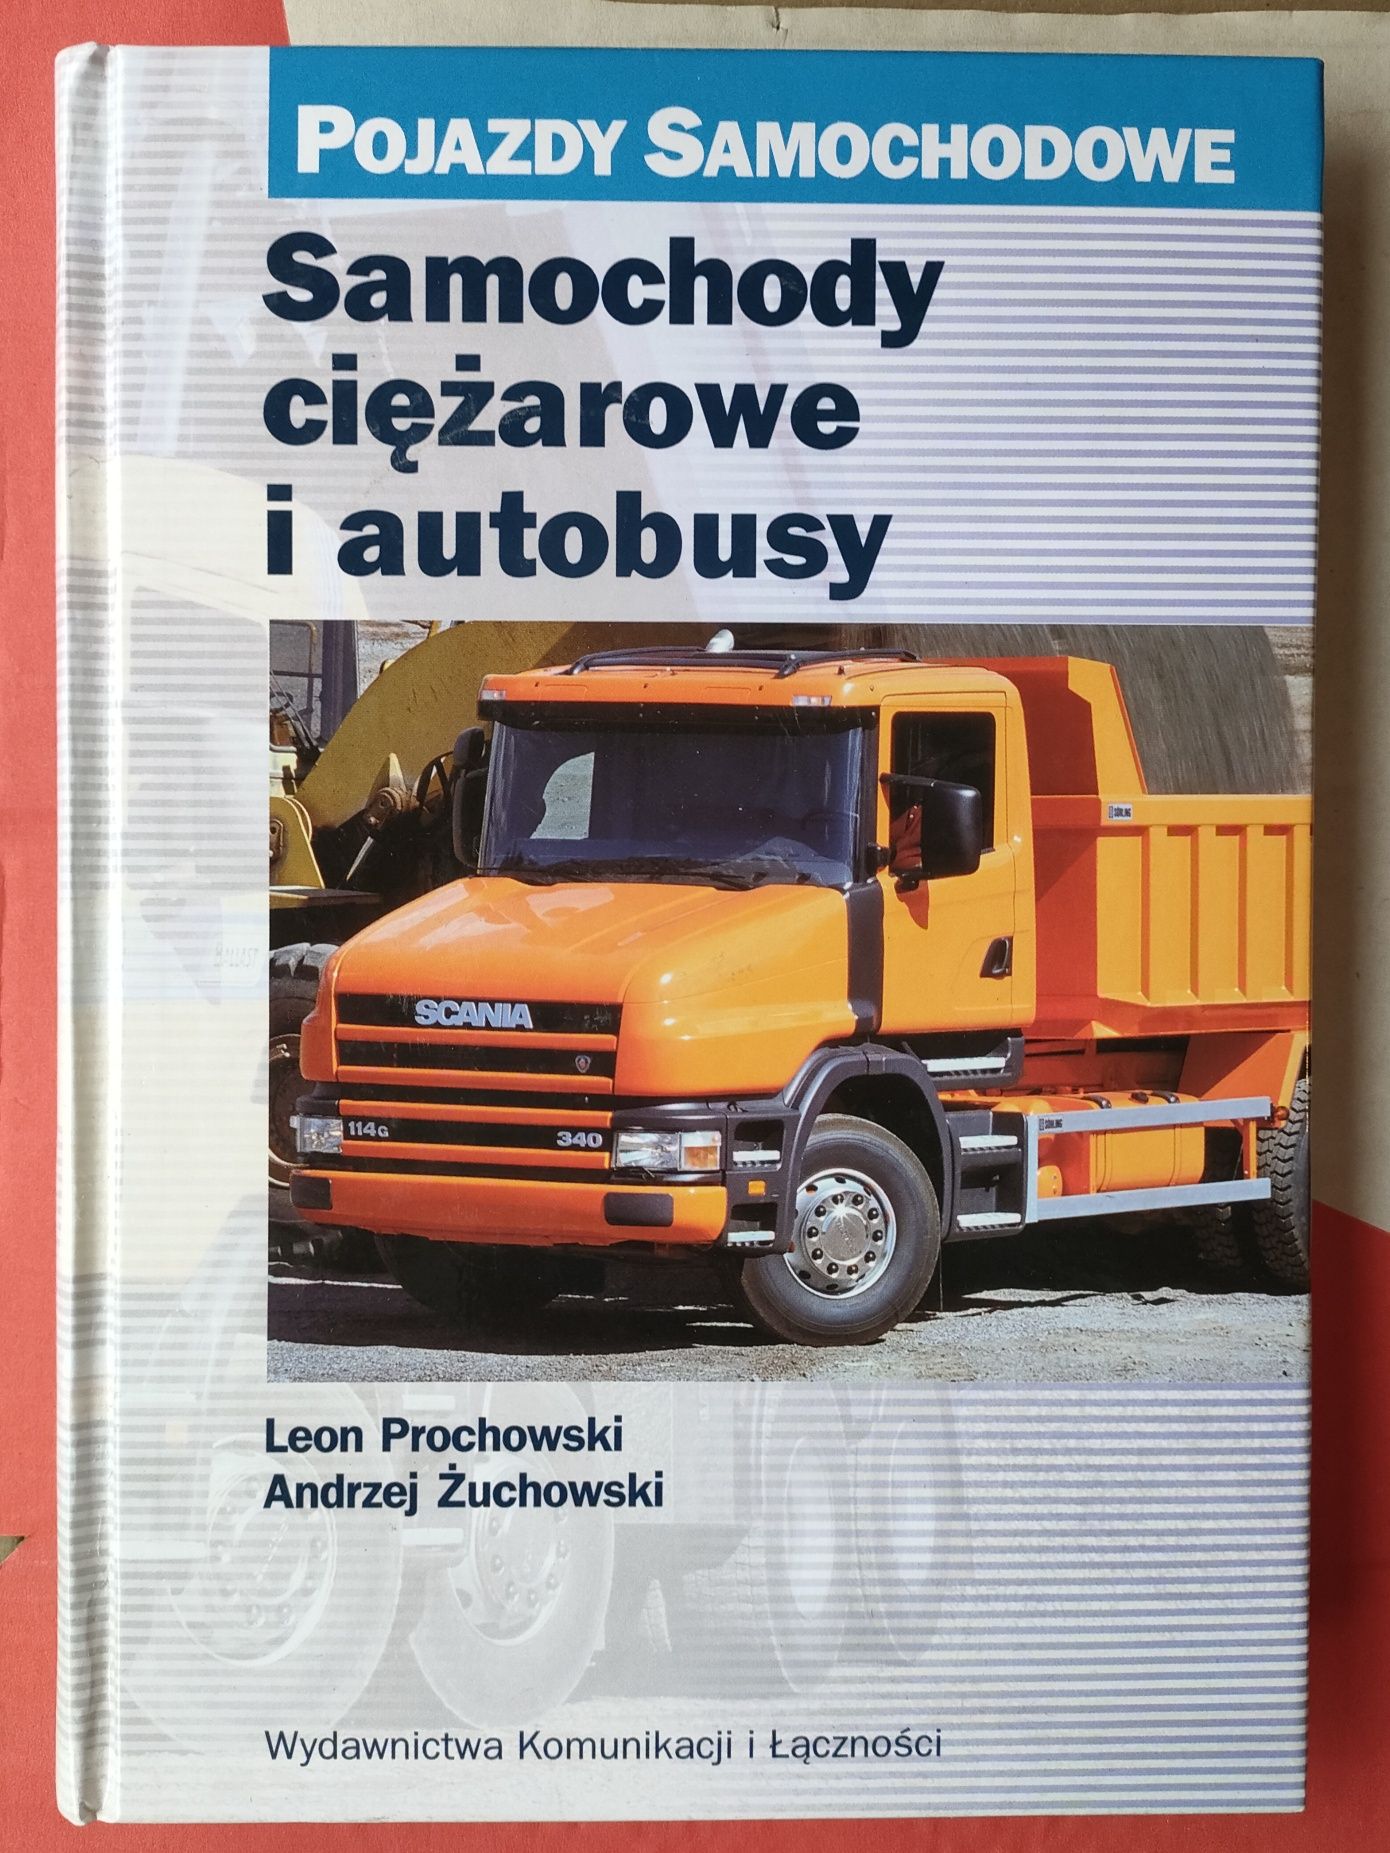 POJAZDY SAMOCHODOWE
Samochody
ciężarowe
i autobusy
SCANIA
114G 340
Leon Prochowski
Andrzej Żuchowski
Wydawnictwa Komunikacji i Łączności